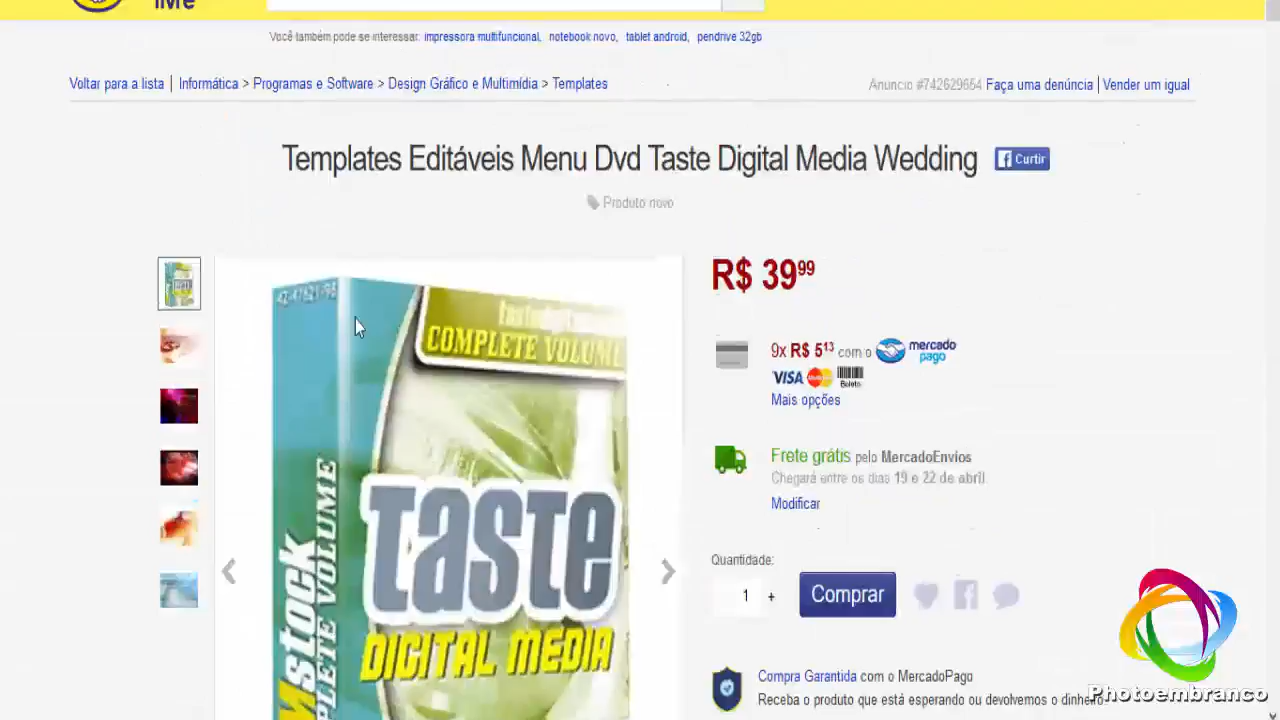 livre
Você também pode se interessar: impressora multifuncional, notebook novo, tablet android, pendrive 32gb
Voltar para a lista | Informática > Programas e Software > Design Gráfico e Multimídia > Templates
Anuncio #742629654 Faça uma denúncia | Vender um igual
Templates Editáveis Menu Dvd Taste Digital Media Wedding
Curtir
Produto novo
R$ 39⁹⁹
9x R$ 5¹³ com o mercado pago
VISA Boleto
Mais opções
Frete grátis pelo MercadoEnvios
Chegará entre os dias 19 e 22 de abril
Modificar
Quantidade:
1 +
Comprar
Compra Garantida com o MercadoPago
Receba o produto que está esperando ou devolvemos o dinheiro
COMPLETE VOLUME
taste
DIGITAL MEDIA
Mstock
COMPLETE VOLUME
Photoembranco